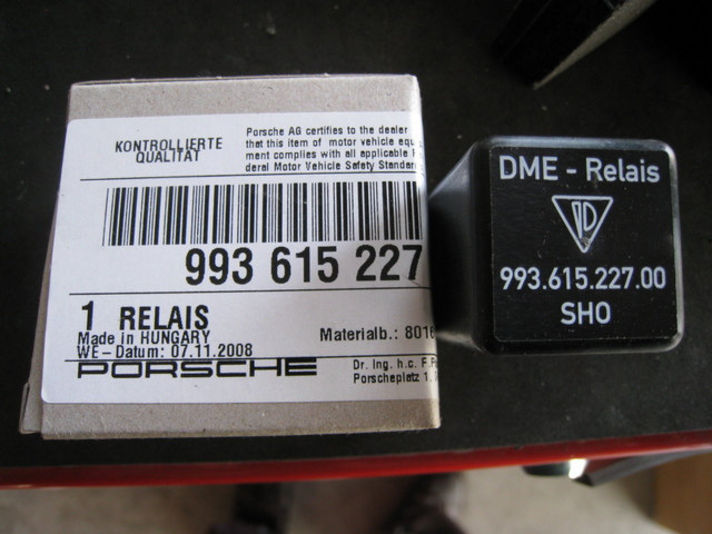 KONTROLLIERTE
QUALITÄT
Porsche AG certifies to the dealer
that this item of motor vehicle equ
ment complies with all applicable F
deral Motor Vehicle Safety Standar
993 615 227
1 RELAIS
Made in HUNGARY
WE-Datum: 07.11.2008
Materialb.: 8016
PORSCHE
Dr. Ing. h.c. F.P
Porscheplatz 1,
DME - Relais
993.615.227.00
SHO